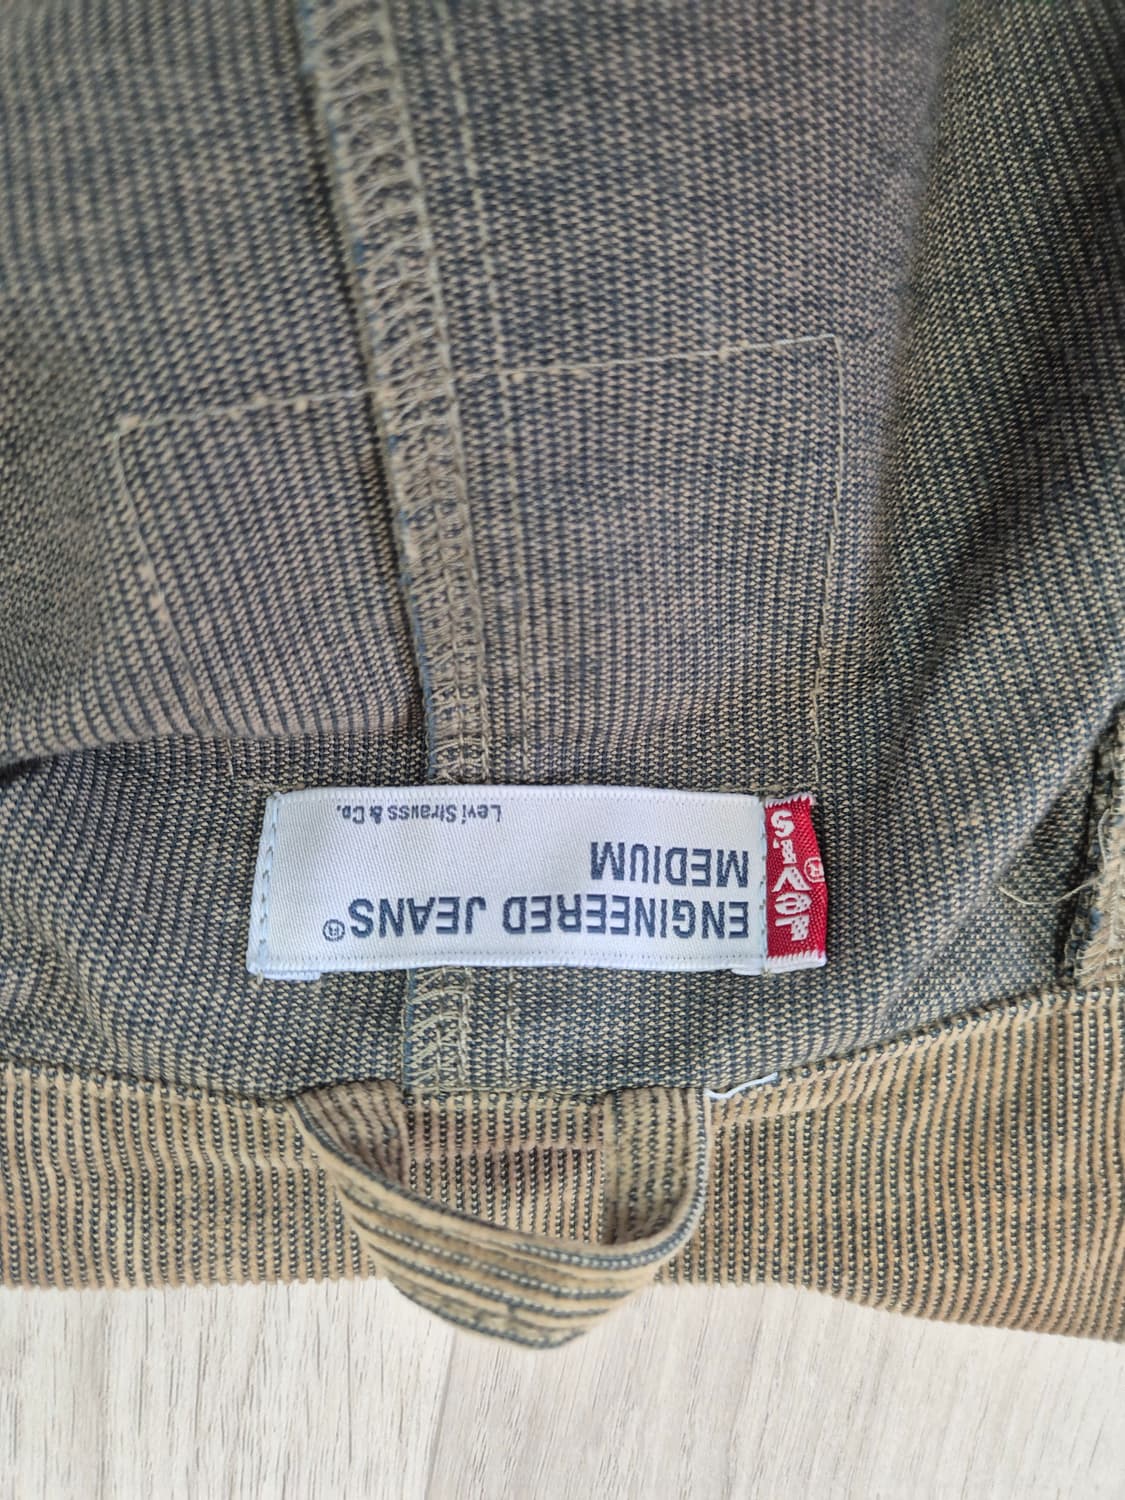 LEVI'S®
ENGINEERED JEANS®
MEDIUM
Levi Strauss & Co.